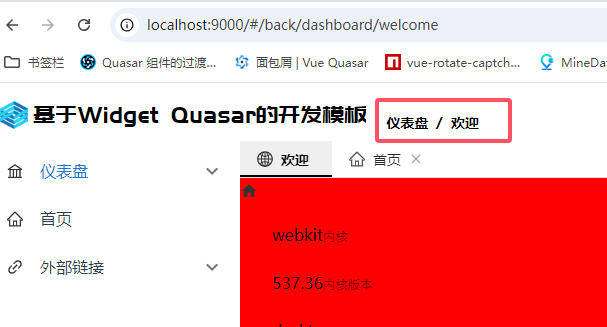 localhost:9000/#/back/dashboard/welcome
书签栏 Quasar 组件的过渡... 面包屑 | Vue Quasar vue-rotate-captch... MineDat
基于Widget Quasar的开发模板 仪表盘 / 欢迎
欢迎 首页
仪表盘
首页
外部链接
webkit内核
537.36内核版本